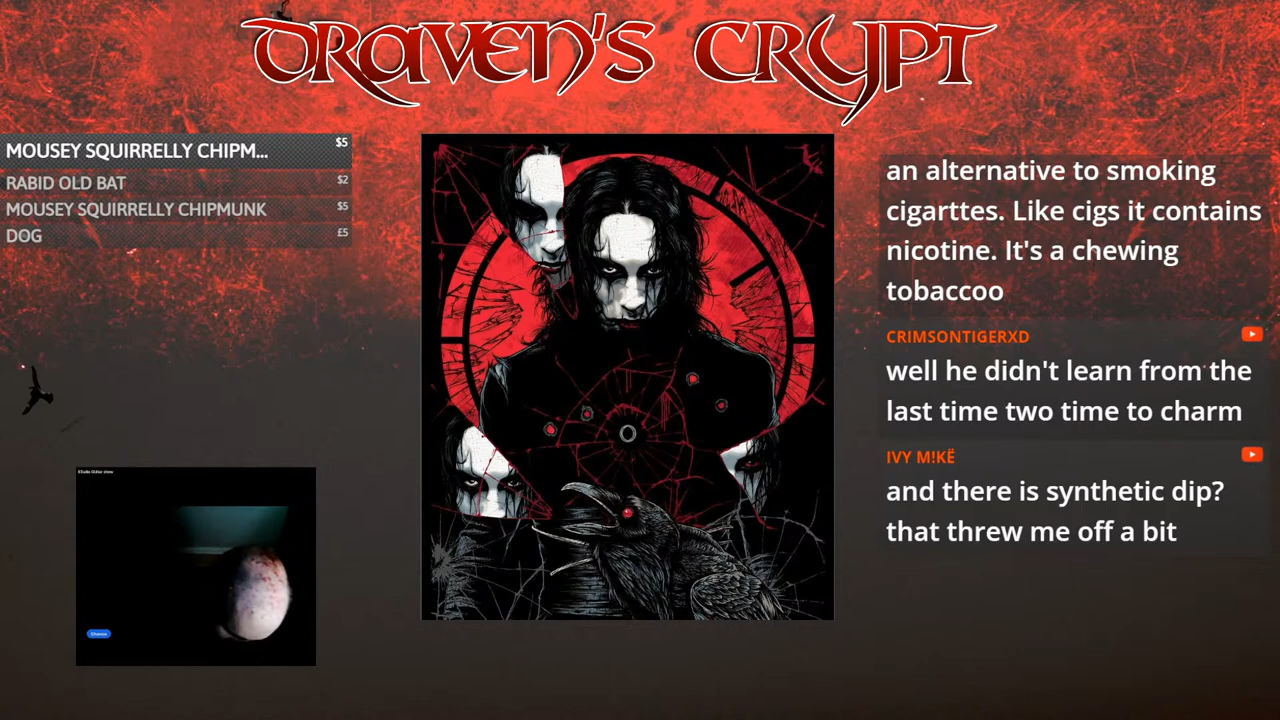 DRAVEN'S CRYPT
MOUSEY SQUIRRELLY CHIPM... $5
RABID OLD BAT $2
MOUSEY SQUIRRELLY CHIPMUNK $5
DOG £5
an alternative to smoking
cigarttes. Like cigs it contains
nicotine. It's a chewing
tobaccoo
CRIMSONTIGERXD
well he didn't learn from the
last time two time to charm
IVY M!KË
and there is synthetic dip?
that threw me off a bit